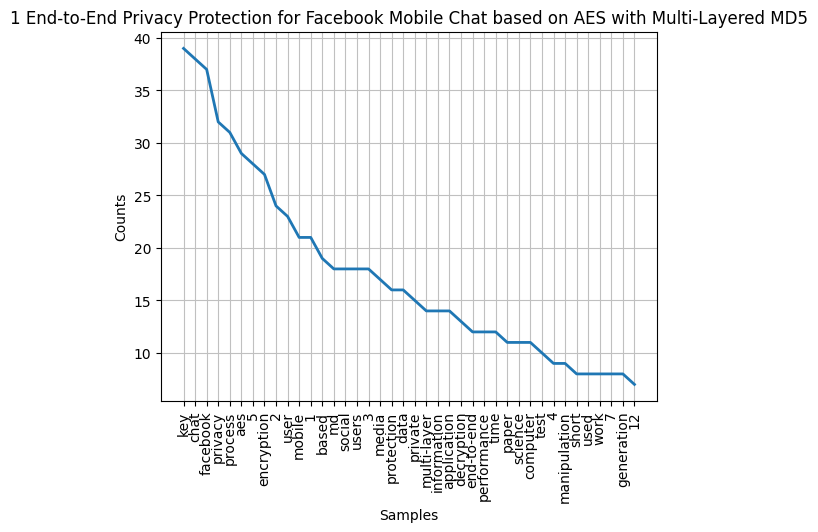 1 End-to-End Privacy Protection for Facebook Mobile Chat based on AES with Multi-Layered MD5
40
35
30
25
20
15
10
Counts
key
chat
facebook
privacy
process
aes
5
encryption
2
user
mobile
1
based
md
social
users
3
media
protection
data
private
multi-layer
information
application
decryption
end-to-end
performance
time
paper
science
computer
test
4
manipulation
short
used
work
7
generation
12
Samples